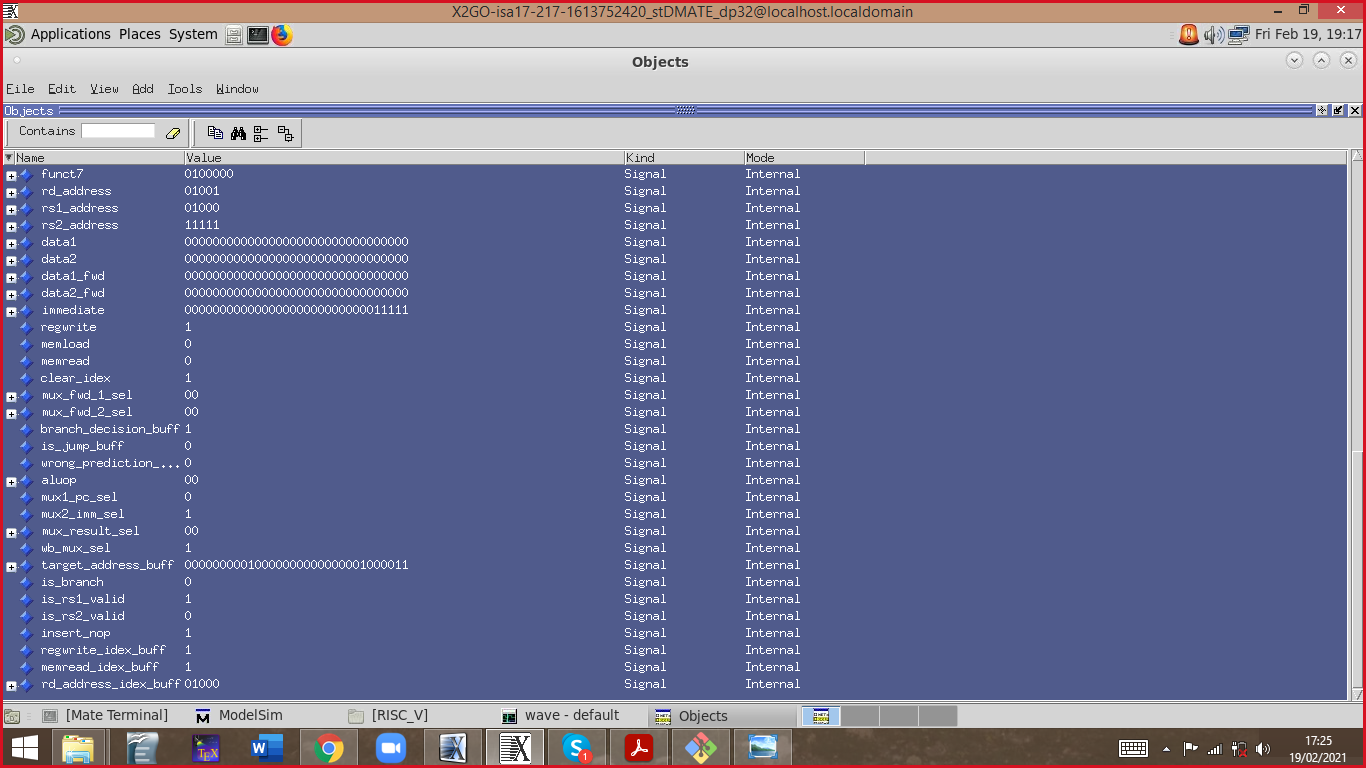 X2GO-isa17-217-1613752420_stDMATE_dp32@localhost.localdomain
Applications Places System Fri Feb 19, 19:17
Objects
File Edit View Add Tools Window
Objects
Contains
Name Value Kind Mode
funct7 0100000 Signal Internal
rd_address 01001 Signal Internal
rs1_address 01000 Signal Internal
rs2_address 11111 Signal Internal
data1 00000000000000000000000000000000 Signal Internal
data2 00000000000000000000000000000000 Signal Internal
data1_fwd 00000000000000000000000000000000 Signal Internal
data2_fwd 00000000000000000000000000000000 Signal Internal
immediate 00000000000000000000000000011111 Signal Internal
regwrite 1 Signal Internal
memload 0 Signal Internal
memread 0 Signal Internal
clear_idex 1 Signal Internal
mux_fwd_1_sel 00 Signal Internal
mux_fwd_2_sel 00 Signal Internal
branch_decision_buff 1 Signal Internal
is_jump_buff 0 Signal Internal
wrong_prediction_... 0 Signal Internal
aluop 00 Signal Internal
mux1_pc_sel 0 Signal Internal
mux2_imm_sel 1 Signal Internal
mux_result_sel 00 Signal Internal
wb_mux_sel 1 Signal Internal
target_address_buff 00000000010000000000000001000011 Signal Internal
is_branch 0 Signal Internal
is_rs1_valid 1 Signal Internal
is_rs2_valid 0 Signal Internal
insert_nop 1 Signal Internal
regwrite_idex_buff 1 Signal Internal
memread_idex_buff 1 Signal Internal
rd_address_idex_buff 01000 Signal Internal
[Mate Terminal] ModelSim [RISC_V] wave - default Objects
17:25
19/02/2021